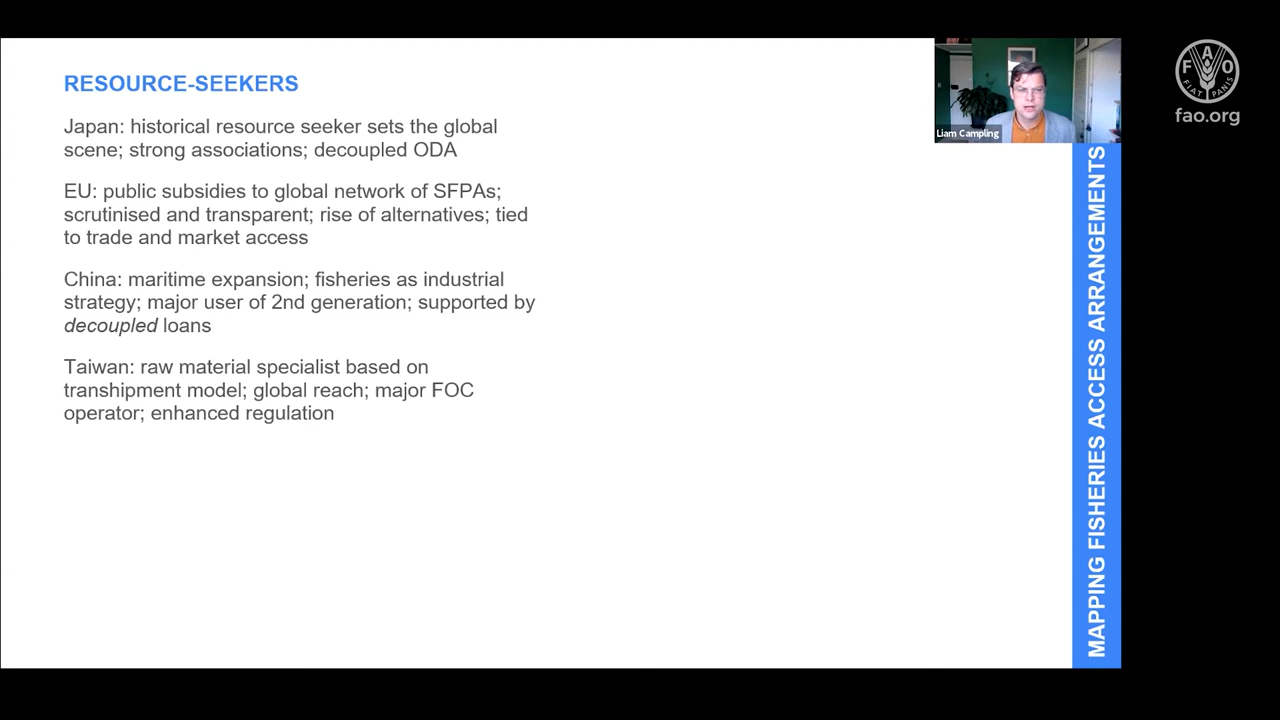 RESOURCE-SEEKERS
Japan: historical resource seeker sets the global
scene; strong associations; decoupled ODA
EU: public subsidies to global network of SFPAs;
scrutinised and transparent; rise of alternatives; tied
to trade and market access
China: maritime expansion; fisheries as industrial
strategy; major user of 2nd generation; supported by
decoupled loans
Taiwan: raw material specialist based on
transhipment model; global reach; major FOC
operator; enhanced regulation
Liam Campling
MAPPING FISHERIES ACCESS ARRANGEMENTS
F A O
FIAT PANIS
fao.org